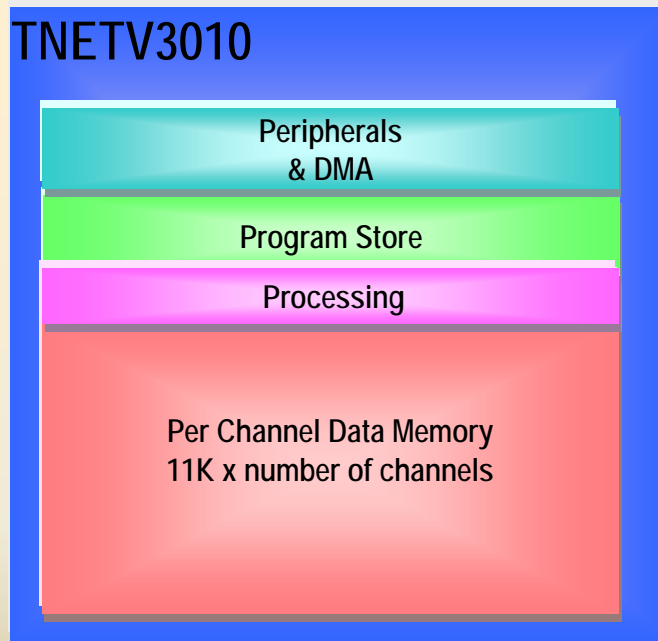 TNETV3010
Peripherals
& DMA
Program Store
Processing
Per Channel Data Memory
11K x number of channels